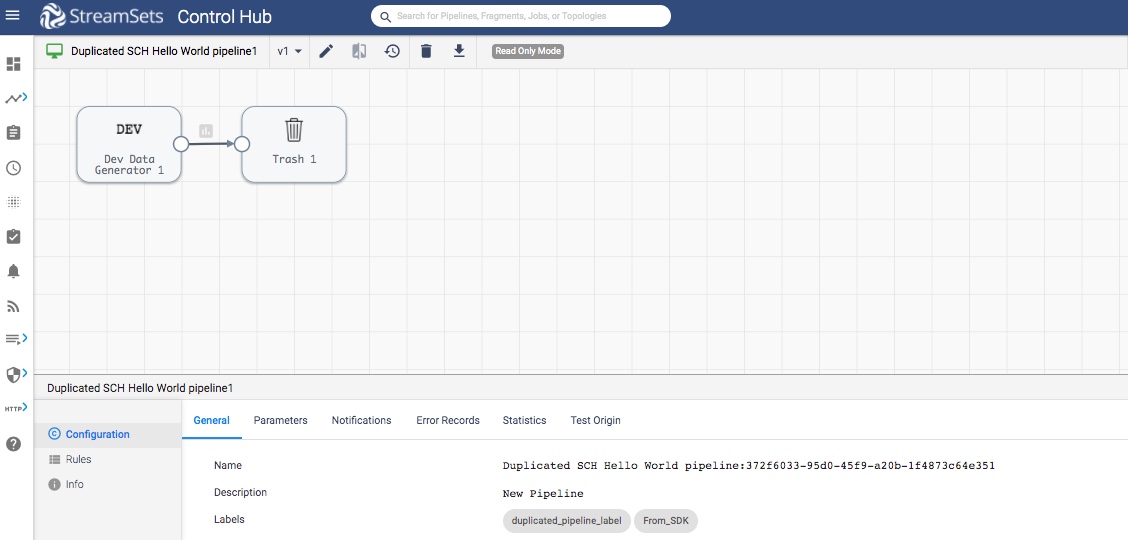 StreamSets Control Hub
Search for Pipelines, Fragments, Jobs, or Topologies
Duplicated SCH Hello World pipeline1
v1
Read Only Mode
DEV
Dev Data
Generator 1
Trash 1
Duplicated SCH Hello World pipeline1
Configuration
Rules
Info
General Parameters Notifications Error Records Statistics Test Origin
Name Duplicated SCH Hello World pipeline:372f6033-95d0-45f9-a20b-1f4873c64e351
Description New Pipeline
Labels duplicated_pipeline_label From_SDK
HTTP